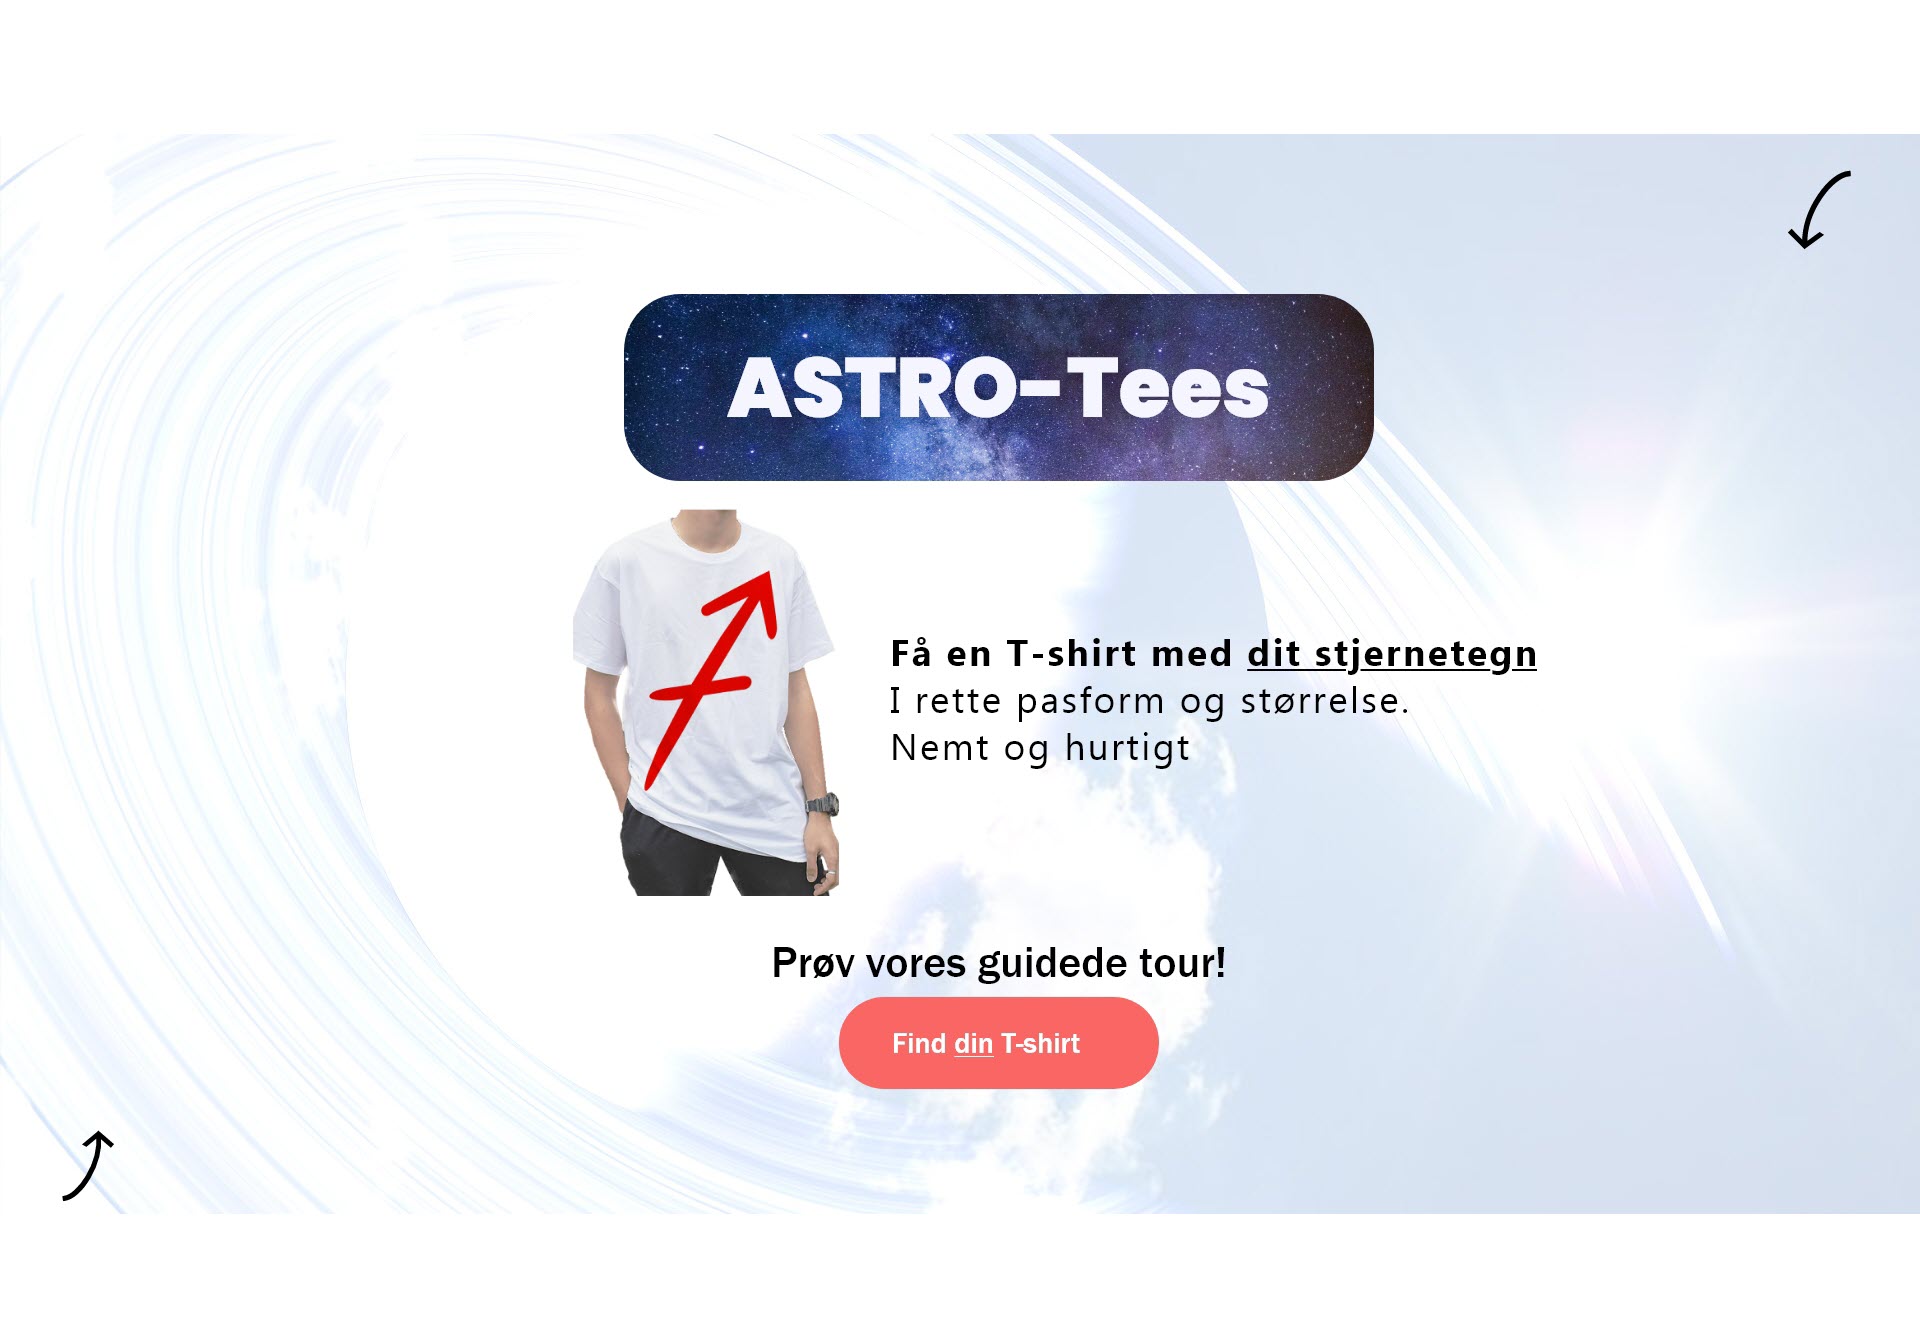 ASTRO-Tees
Få en T-shirt med dit stjernetegn
I rette pasform og størrelse.
Nemt og hurtigt
Prøv vores guidede tour!
Find din T-shirt